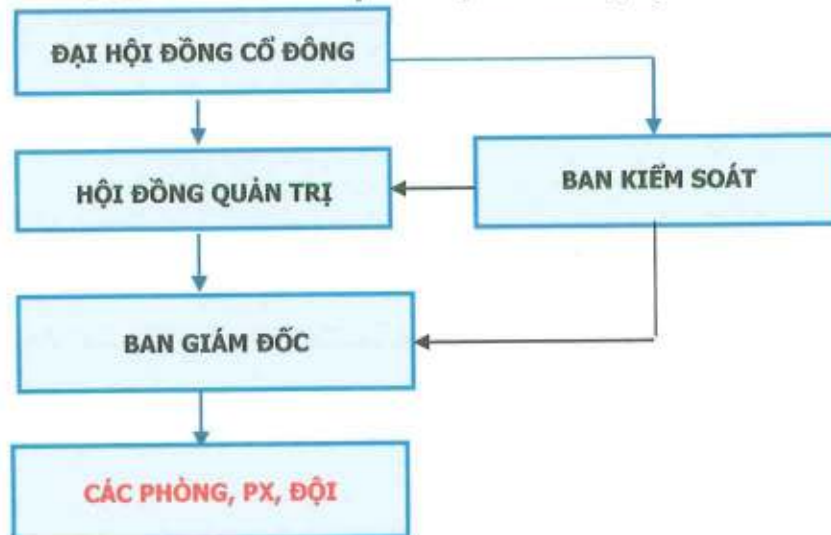 ĐẠI HỘI ĐỒNG CỔ ĐÔNG
HỘI ĐỒNG QUẢN TRỊ
BAN KIỂM SOÁT
BAN GIÁM ĐỐC
CÁC PHÒNG, PX, ĐỘI